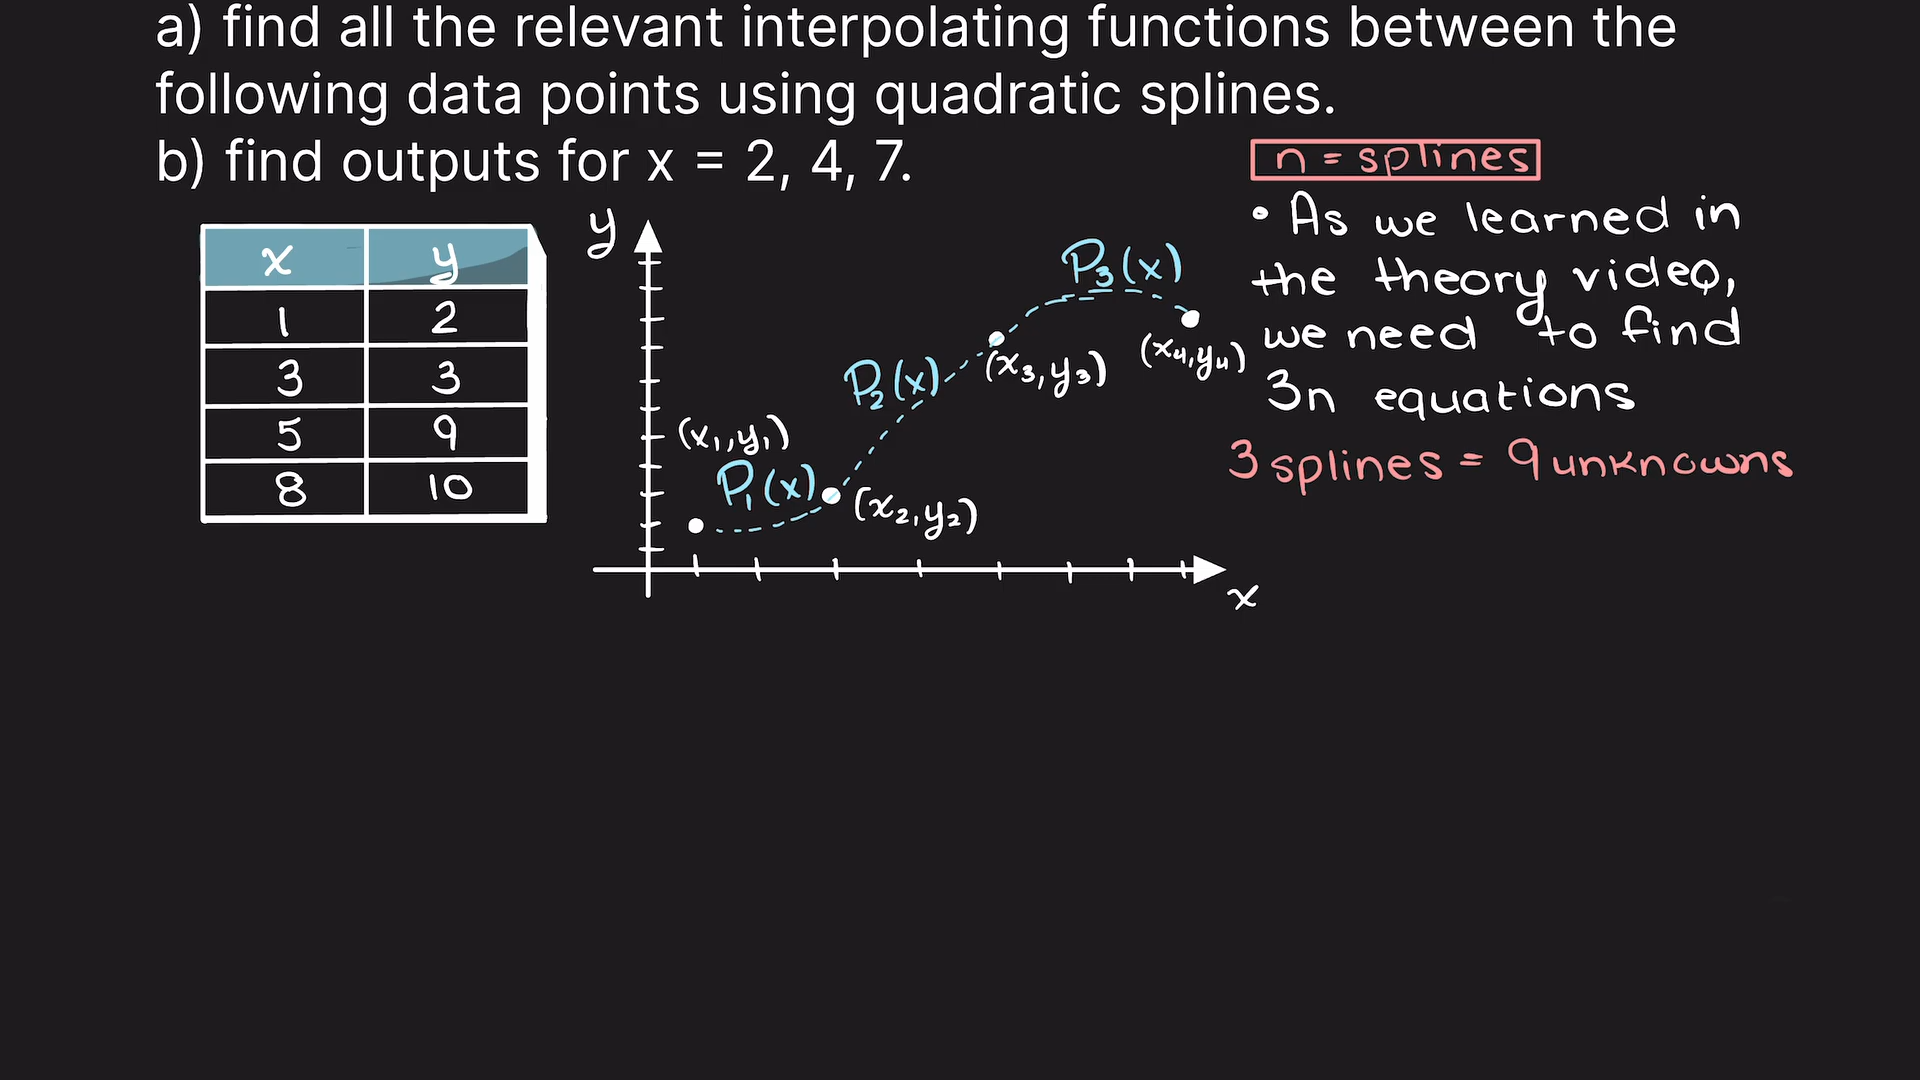 a) find all the relevant interpolating functions between the
following data points using quadratic splines.
b) find outputs for x = 2, 4, 7.
n = splines
• As we learned in
the theory video,
we need to find
3n equations
3 splines = 9 unknowns
x y
1 2
3 3
5 9
8 10
y
P₃(x)
(x₄,y₄)
(x₃,y₃)
P₂(x)
(x₁,y₁)
P₁(x)
(x₂,y₂)
x